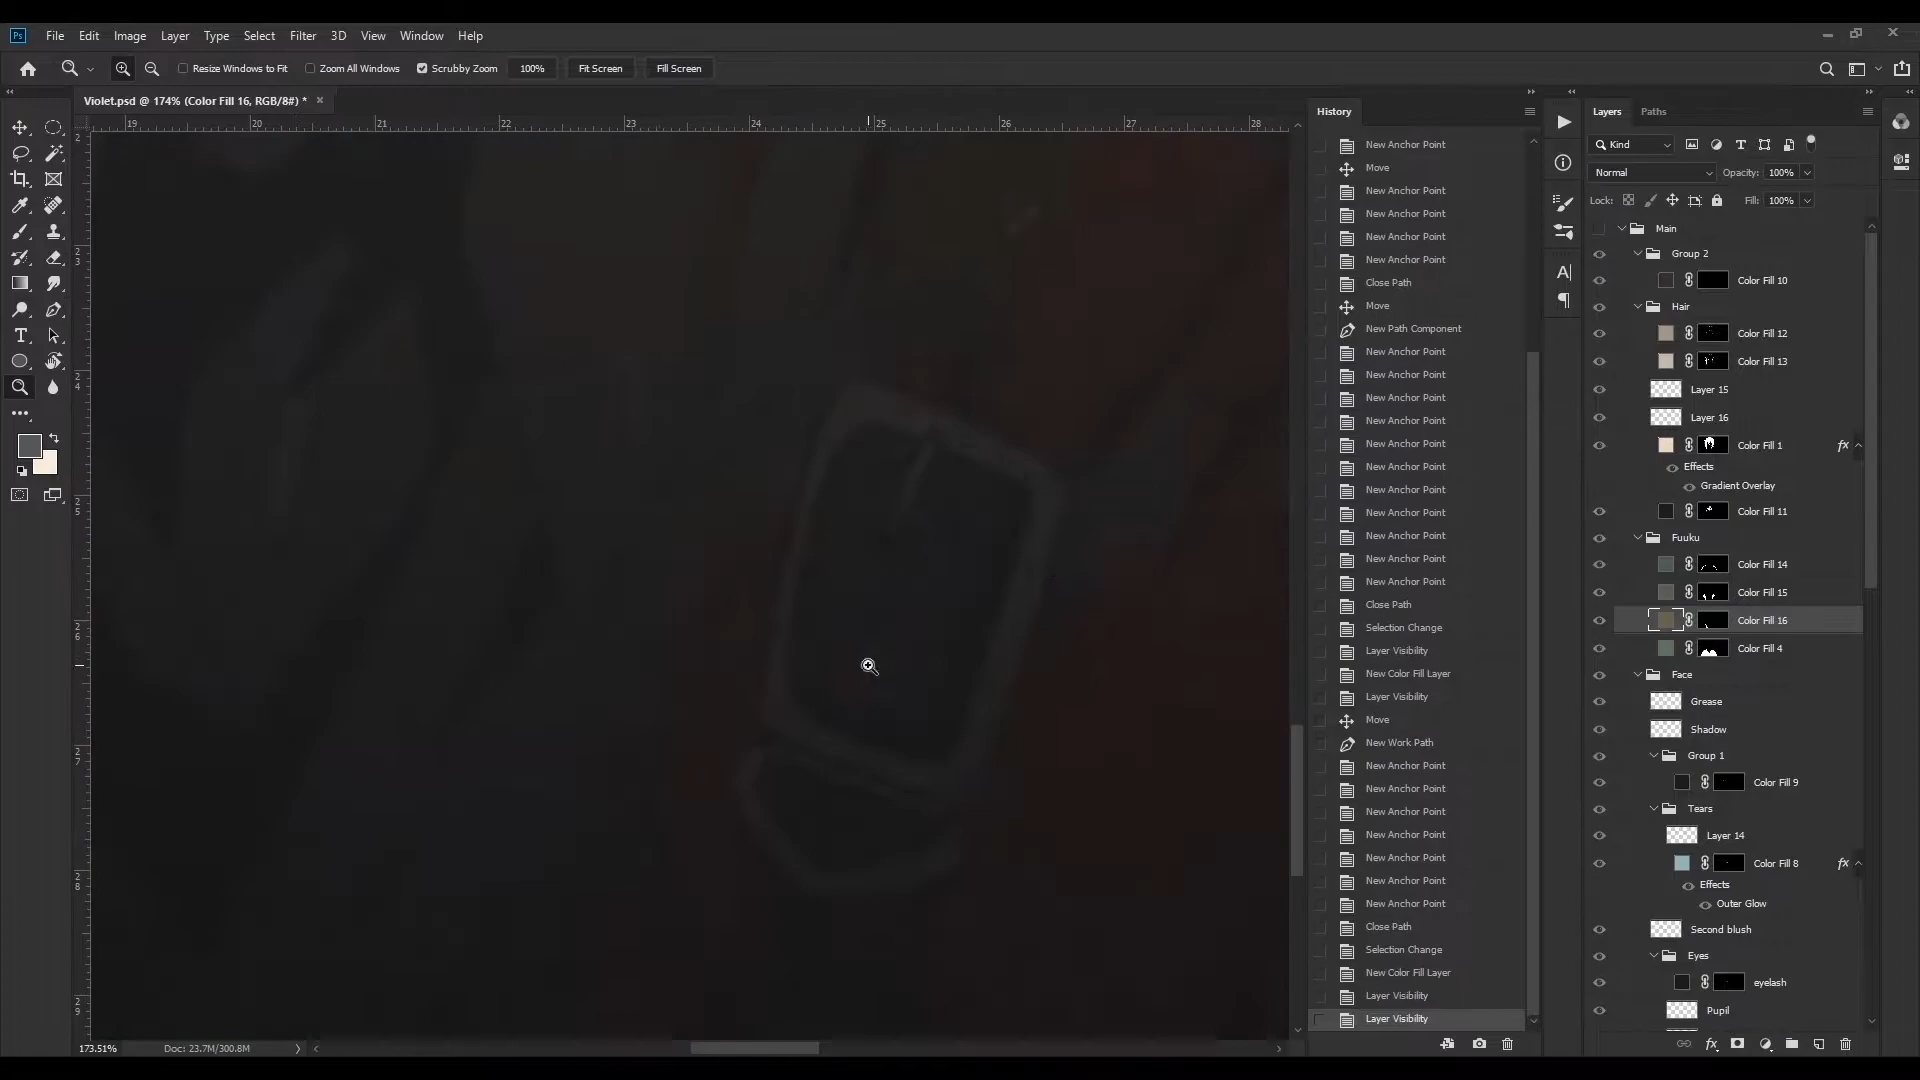 Ps File Edit Image Layer Type Select Filter 3D View Window Help
Resize Windows to Fit Zoom All Windows Scrubby Zoom 100% Fit Screen Fill Screen
Violet.psd @ 174% (Color Fill 16, RGB/8#) *
19 20 21 22 23 24 25 26 27 28
History
New Anchor Point
Move
New Anchor Point
New Anchor Point
New Anchor Point
New Anchor Point
Close Path
Move
New Path Component
New Anchor Point
New Anchor Point
New Anchor Point
New Anchor Point
New Anchor Point
New Anchor Point
New Anchor Point
New Anchor Point
New Anchor Point
New Anchor Point
New Anchor Point
Close Path
Selection Change
Layer Visibility
New Color Fill Layer
Layer Visibility
Move
New Work Path
New Anchor Point
New Anchor Point
New Anchor Point
New Anchor Point
New Anchor Point
New Anchor Point
New Anchor Point
Close Path
Selection Change
New Color Fill Layer
Layer Visibility
Layer Visibility
Layers Paths
Kind
Normal Opacity: 100%
Lock: Fill: 100%
Main
Group 2
Color Fill 10
Hair
Color Fill 12
Color Fill 13
Layer 15
Layer 16
Color Fill 1 fx
Effects
Gradient Overlay
Color Fill 11
Fuuku
Color Fill 14
Color Fill 15
Color Fill 16
Color Fill 4
Face
Grease
Shadow
Group 1
Color Fill 9
Tears
Layer 14
Color Fill 8 fx
Effects
Outer Glow
Second blush
Eyes
eyelash
Pupil
173.51% Doc: 23.7M/300.8M